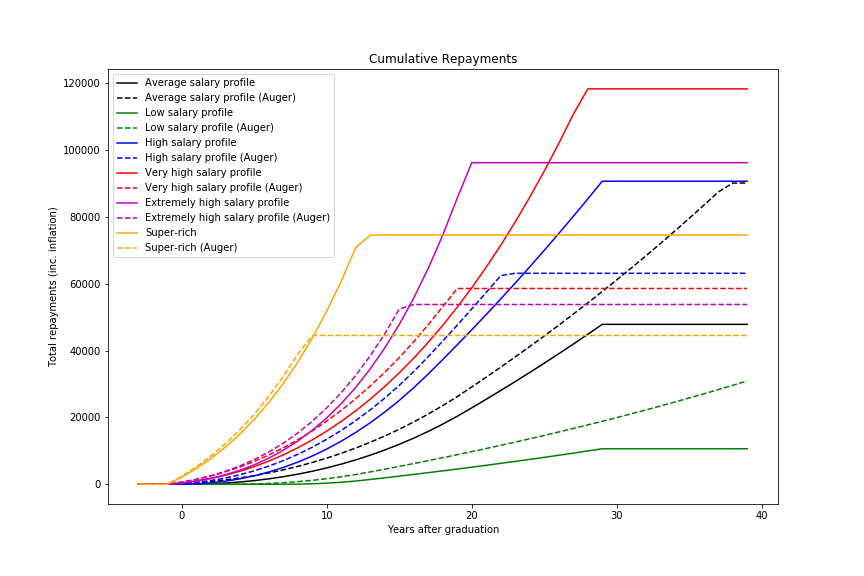 Cumulative Repayments
120000
100000
80000
60000
40000
20000
0
Total repayments (inc. inflation)
Average salary profile
Average salary profile (Auger)
Low salary profile
Low salary profile (Auger)
High salary profile
High salary profile (Auger)
Very high salary profile
Very high salary profile (Auger)
Extremely high salary profile
Extremely high salary profile (Auger)
Super-rich
Super-rich (Auger)
0 10 20 30 40
Years after graduation